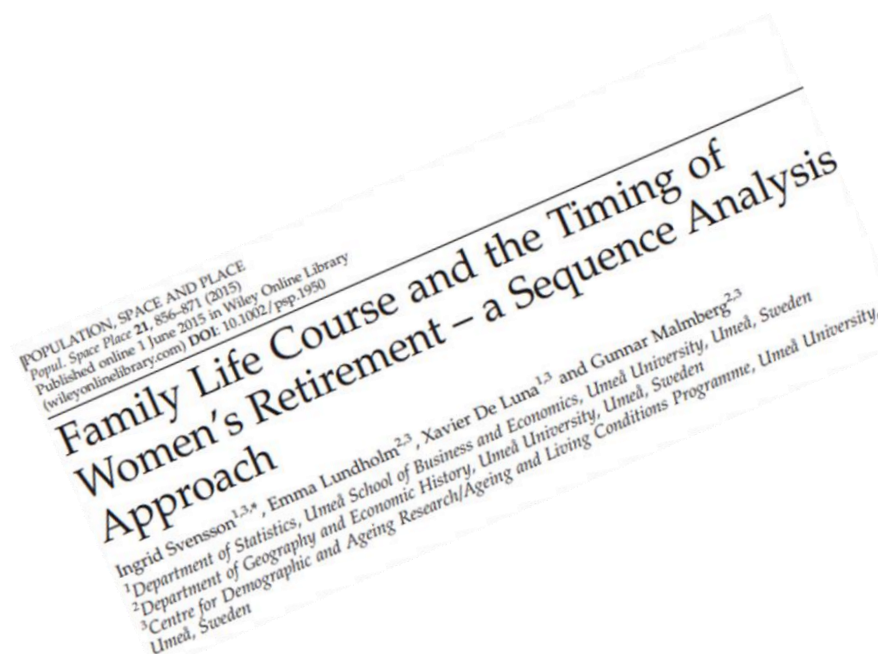 POPULATION, SPACE AND PLACE
Popul. Space Place 21, 856–871 (2015)
Published online 1 June 2015 in Wiley Online Library
(wileyonlinelibrary.com) DOI: 10.1002/psp.1950
Family Life Course and the Timing of
Women's Retirement – a Sequence Analysis
Approach
Ingrid Svensson1,3,*, Emma Lundholm2,3, Xavier De Luna1,3 and Gunnar Malmberg2,3
1Department of Statistics, Umeå School of Business and Economics, Umeå University, Umeå, Sweden
2Department of Geography and Economic History, Umeå University, Umeå, Sweden
3Centre for Demographic and Ageing Research/Ageing and Living Conditions Programme, Umeå University,
Umeå, Sweden